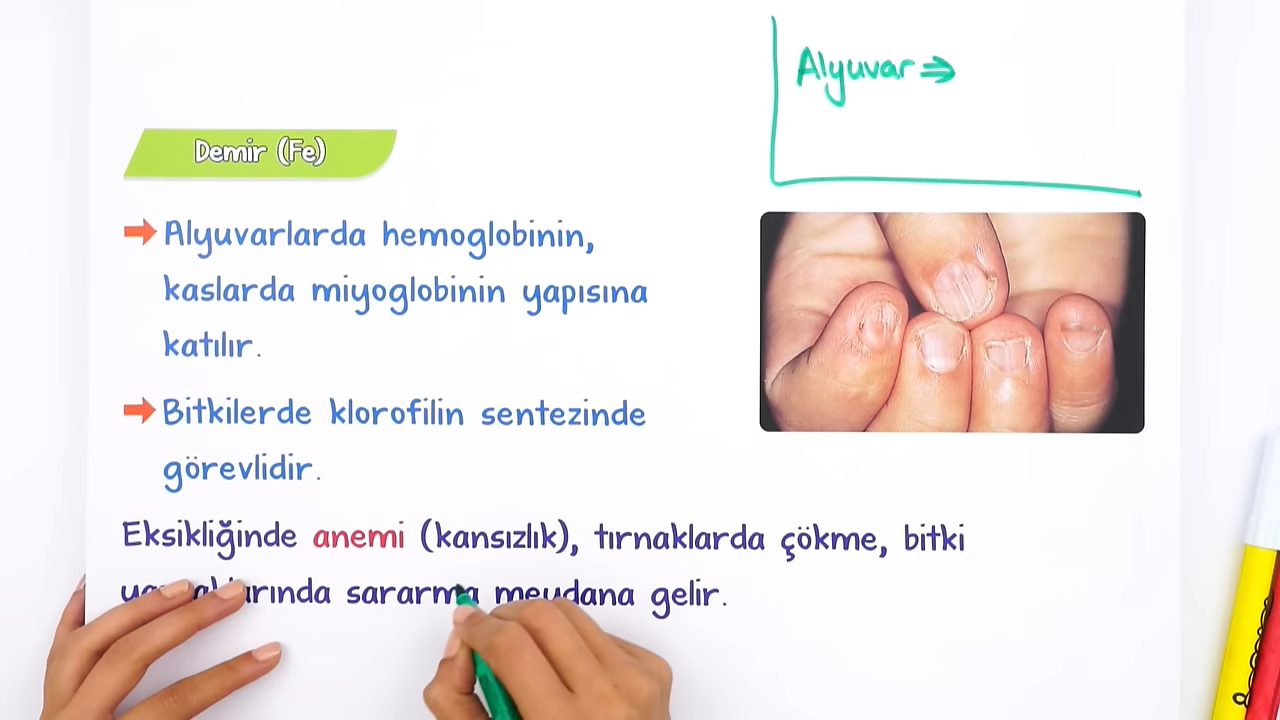 Alyuvar ⇒
Demir (Fe)
Alyuvarlarda hemoglobinin,
kaslarda miyoglobinin yapısına
katılır.
Bitkilerde klorofilin sentezinde
görevlidir.
Eksikliğinde anemi (kansızlık), tırnaklarda çökme, bitki
sararma meydana gelir.